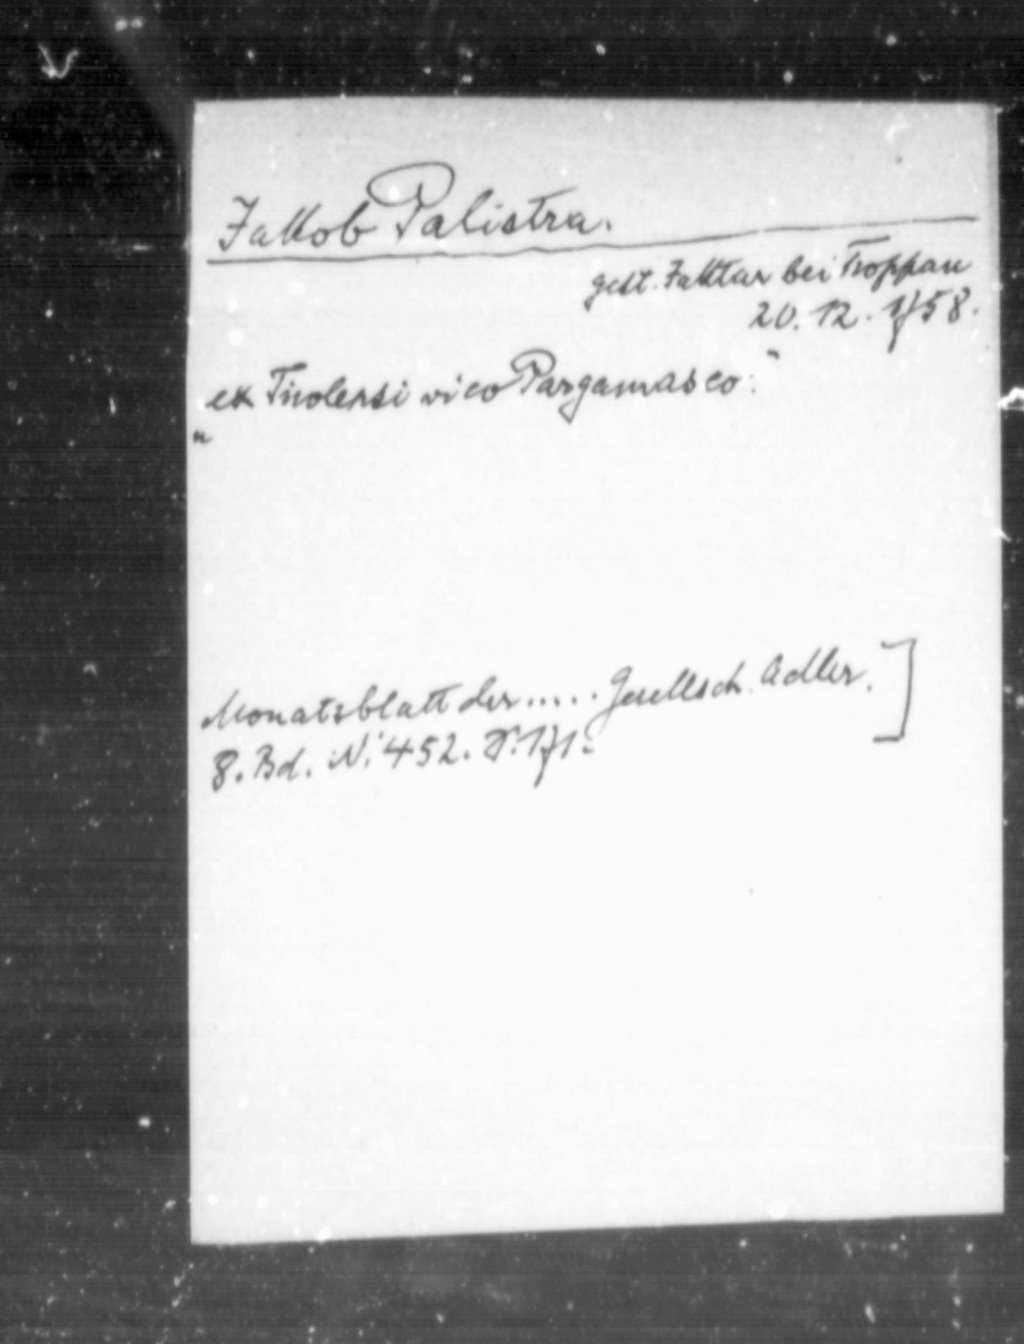 Jakob Palistra.
gest. Jaktar bei Troppau
20. 12. 1758.
„ex Tirolensi vico Pargamasco."
Monatsblatt der ..... Gesellsch. Adler.]
8. Bd. N. 452. S. 171.